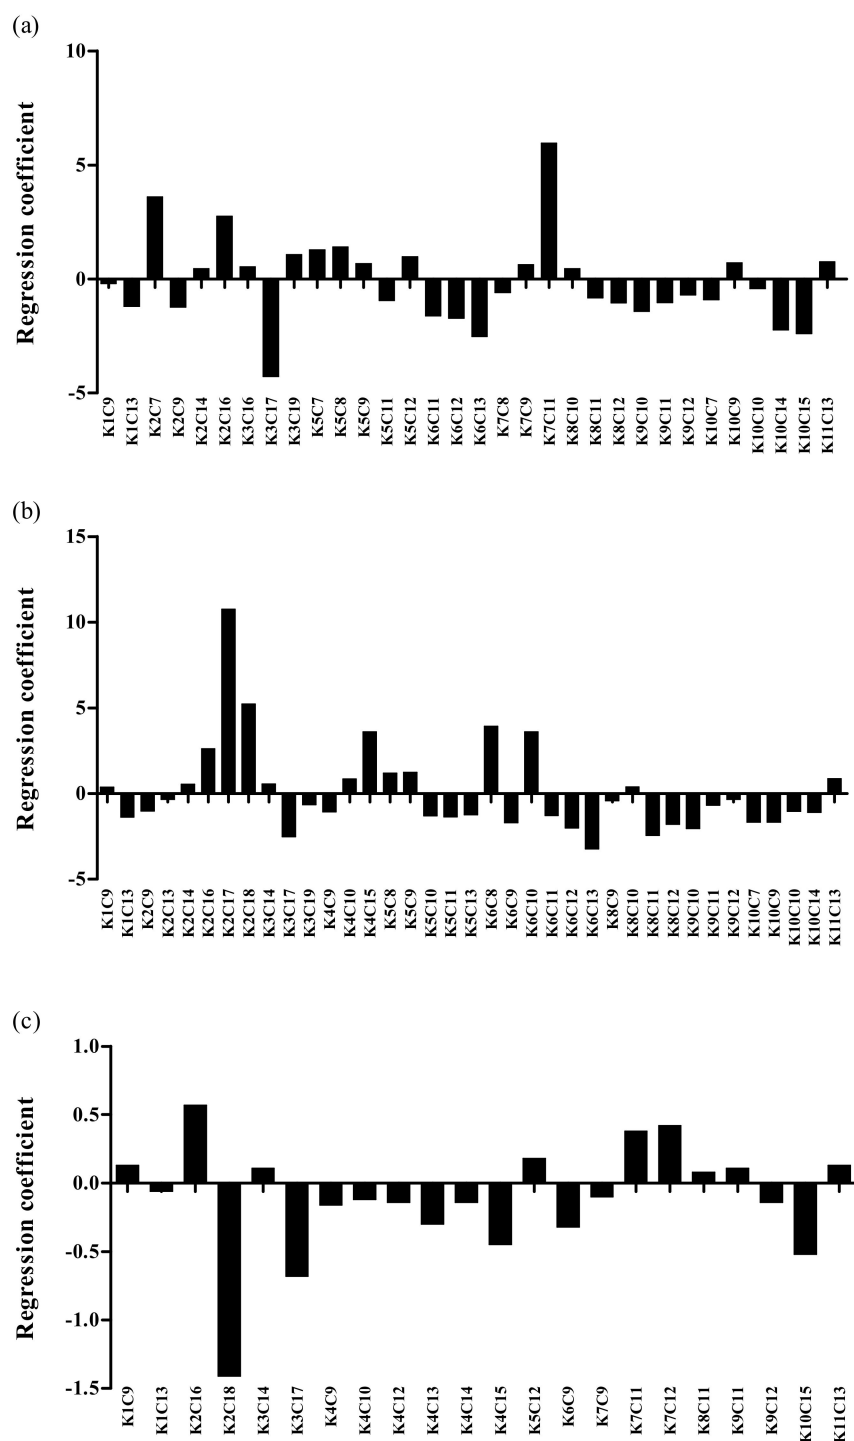 (a)
10
5
0
-5
Regression coefficient
K1C9
K1C13
K2C7
K2C9
K2C14
K2C16
K3C16
K3C17
K3C19
K5C7
K5C8
K5C9
K5C11
K5C12
K6C11
K6C12
K6C13
K7C8
K7C9
K7C11
K8C10
K8C11
K8C12
K9C10
K9C11
K9C12
K10C7
K10C9
K10C10
K10C14
K10C15
K11C13
(b)
15
10
5
0
-5
Regression coefficient
K1C9
K1C13
K2C9
K2C13
K2C14
K2C16
K2C17
K2C18
K3C14
K3C17
K3C19
K4C9
K4C10
K4C15
K5C8
K5C9
K5C10
K5C11
K5C13
K6C8
K6C9
K6C10
K6C11
K6C12
K6C13
K8C9
K8C10
K8C11
K8C12
K9C10
K9C11
K9C12
K10C7
K10C9
K10C10
K10C14
K11C13
(c)
1.0
0.5
0.0
-0.5
-1.0
-1.5
Regression coefficient
K1C9
K1C13
K2C16
K2C18
K3C14
K3C17
K4C9
K4C10
K4C12
K4C13
K4C14
K4C15
K5C12
K6C9
K7C9
K7C11
K7C12
K8C11
K9C11
K9C12
K10C15
K11C13